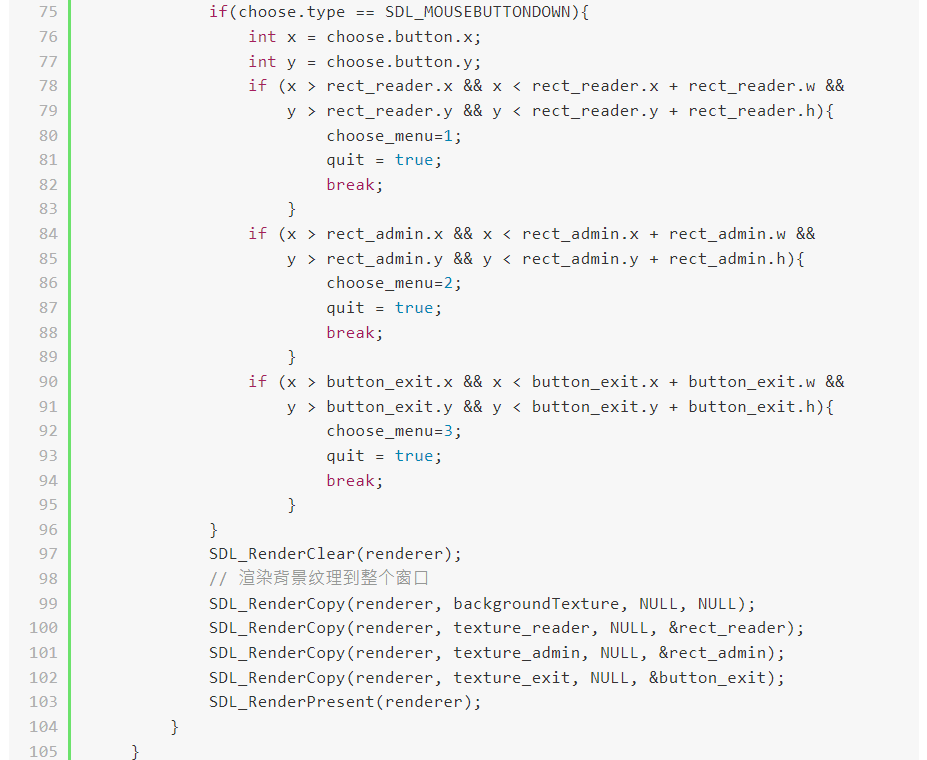 75 if(choose.type == SDL_MOUSEBUTTONDOWN){
76 int x = choose.button.x;
77 int y = choose.button.y;
78 if (x > rect_reader.x && x < rect_reader.x + rect_reader.w &&
79 y > rect_reader.y && y < rect_reader.y + rect_reader.h){
80 choose_menu=1;
81 quit = true;
82 break;
83 }
84 if (x > rect_admin.x && x < rect_admin.x + rect_admin.w &&
85 y > rect_admin.y && y < rect_admin.y + rect_admin.h){
86 choose_menu=2;
87 quit = true;
88 break;
89 }
90 if (x > button_exit.x && x < button_exit.x + button_exit.w &&
91 y > button_exit.y && y < button_exit.y + button_exit.h){
92 choose_menu=3;
93 quit = true;
94 break;
95 }
96 }
97 SDL_RenderClear(renderer);
98 // 渲染背景纹理到整个窗口
99 SDL_RenderCopy(renderer, backgroundTexture, NULL, NULL);
100 SDL_RenderCopy(renderer, texture_reader, NULL, &rect_reader);
101 SDL_RenderCopy(renderer, texture_admin, NULL, &rect_admin);
102 SDL_RenderCopy(renderer, texture_exit, NULL, &button_exit);
103 SDL_RenderPresent(renderer);
104 }
105 }